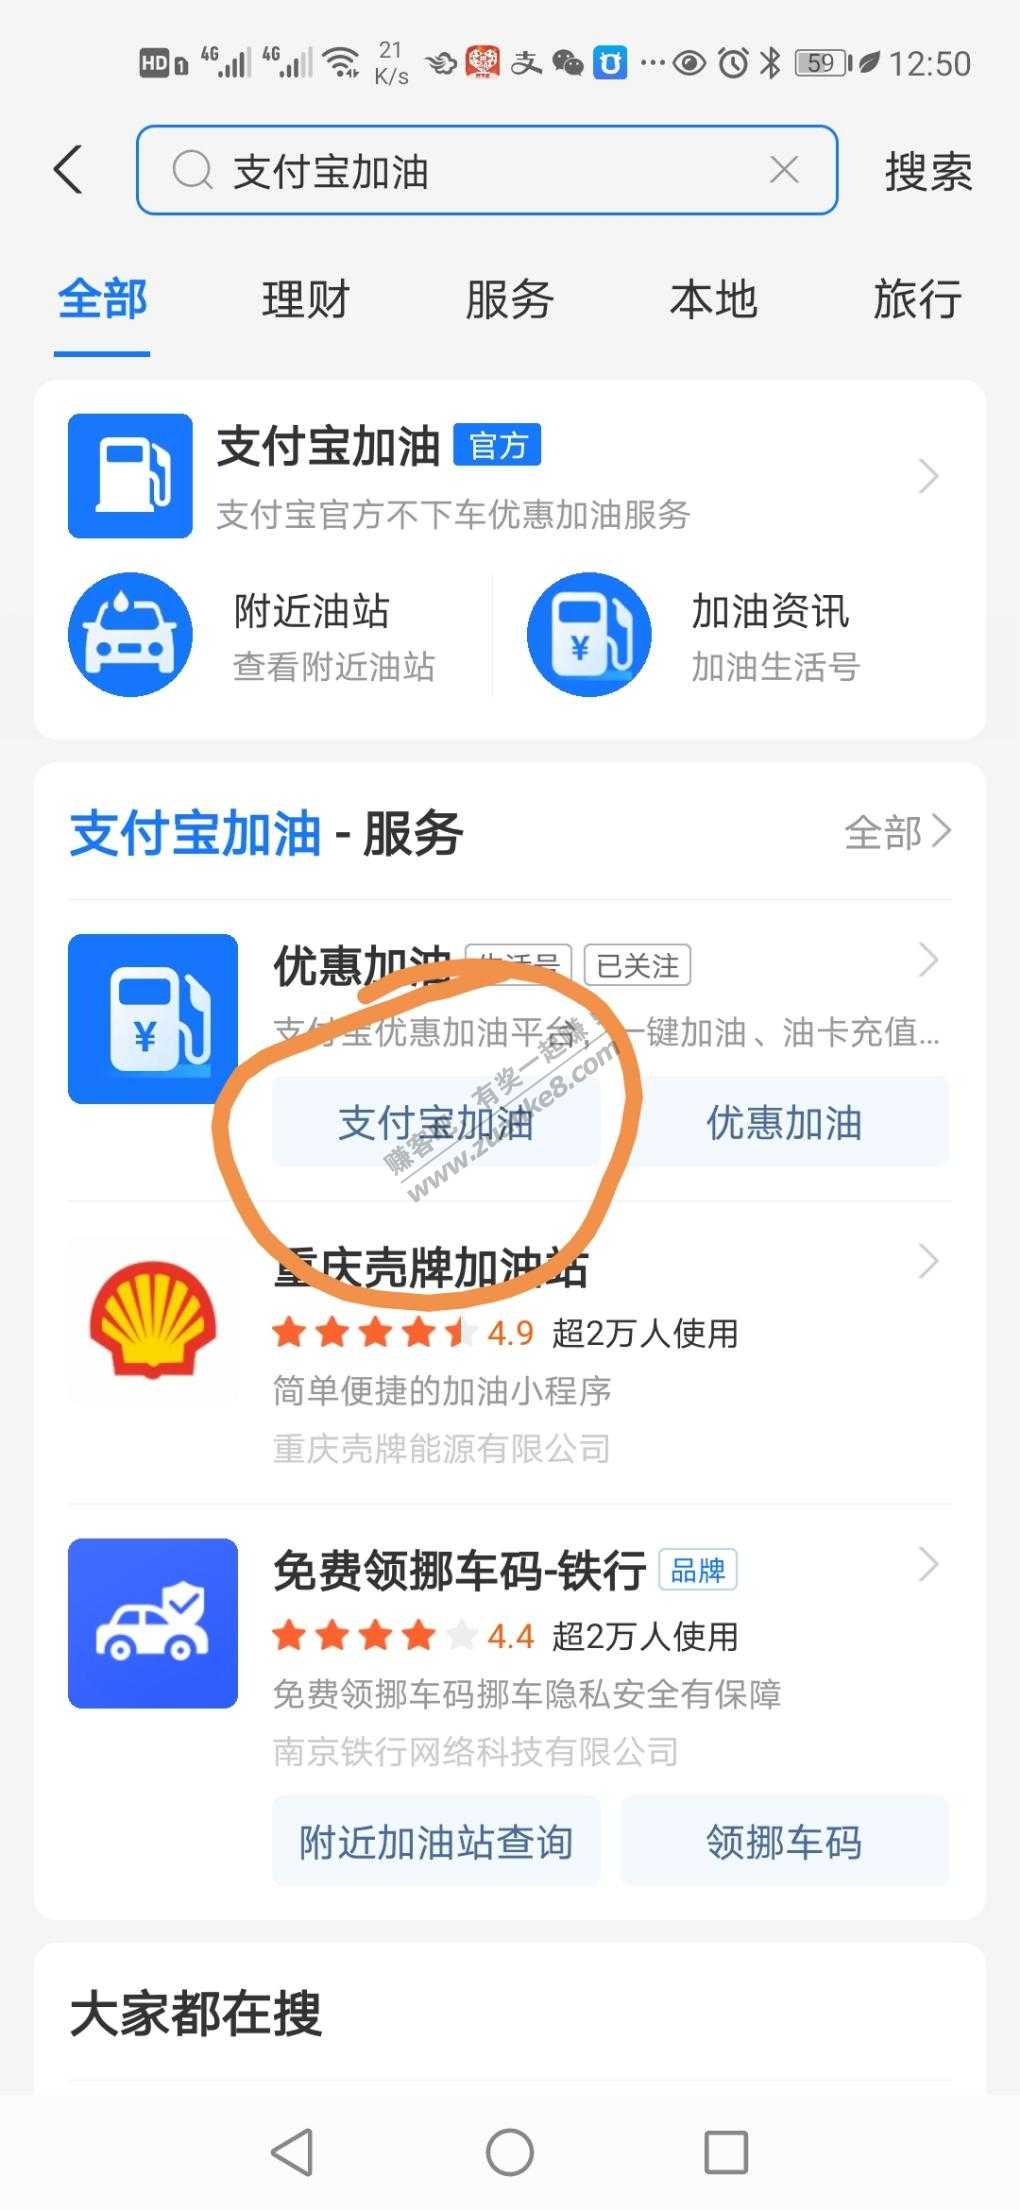 HD 1 4G 4G 21 K/s 支 59 12:50
支付宝加油 搜索
全部 理财 服务 本地 旅行
支付宝加油 官方
支付宝官方不下车优惠加油服务
附近油站 加油资讯
查看附近油站 加油生活号
支付宝加油 - 服务 全部
优惠加油 生活号 已关注
支付宝优惠加油平台,一键加油、油卡充值...
支付宝加油 优惠加油
赚客吧,有奖一起赚!
www.zuanke8.com
重庆壳牌加油站
4.9 超2万人使用
简单便捷的加油小程序
重庆壳牌能源有限公司
免费领挪车码-铁行 品牌
4.4 超2万人使用
免费领挪车码挪车隐私安全有保障
南京铁行网络科技有限公司
附近加油站查询 领挪车码
大家都在搜